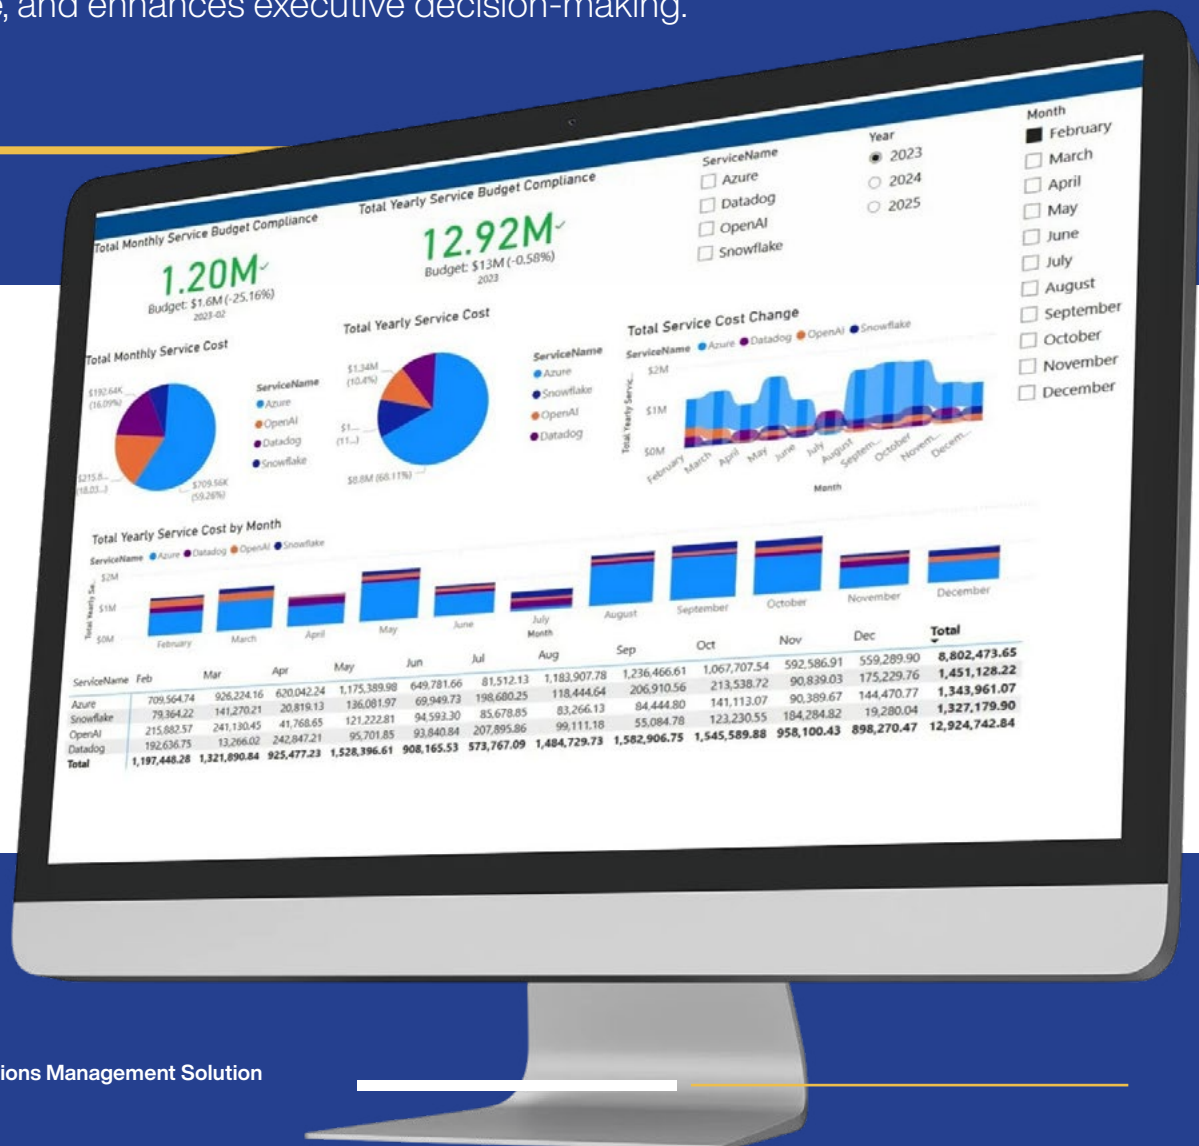 e, and enhances executive decision-making.
Total Monthly Service Budget Compliance
1.20M
Budget: $1.6M (-25.16%)
2023-02
Total Yearly Service Budget Compliance
12.92M
Budget: $13M (-0.58%)
2023
ServiceName
Azure
Datadog
OpenAI
Snowflake
Year
2023
2024
2025
Month
February
March
April
May
June
July
August
September
October
November
December
Total Monthly Service Cost
$192.64K
(16.09%)
$215.8...
(18.03...)
$709.56K
(59.26%)
ServiceName
Azure
OpenAI
Datadog
Snowflake
Total Yearly Service Cost
$1.34M
(10.4%)
$1...
(11...)
$8.8M (68.11%)
ServiceName
Azure
Snowflake
OpenAI
Datadog
Total Service Cost Change
ServiceName Azure Datadog OpenAI Snowflake
Total Yearly Servic...
$2M
$1M
$0M
February March April May June July August Septem... October Novem... Decem...
Month
Total Yearly Service Cost by Month
ServiceName Azure Datadog OpenAI Snowflake
Total Yearly Se...
$2M
$1M
$0M
February March April May June July August September October November December
Month
ServiceName Feb Mar Apr May Jun Jul Aug Sep Oct Nov Dec Total
Azure 709,564.74 926,224.16 620,042.24 1,175,389.98 649,781.66 81,512.13 1,183,907.78 1,236,466.61 1,067,707.54 592,586.91 559,289.90 8,802,473.65
Snowflake 79,364.22 141,270.21 20,819.13 136,081.97 69,949.73 198,680.25 118,444.64 206,910.56 213,538.72 90,839.03 175,229.76 1,451,128.22
OpenAI 215,882.57 241,130.45 41,768.65 121,222.81 94,593.30 85,678.85 83,266.13 84,444.80 141,113.07 90,389.67 144,470.77 1,343,961.07
Datadog 192,636.75 13,266.02 242,847.21 95,701.85 93,840.84 207,895.86 99,111.18 55,084.78 123,230.55 184,284.82 19,280.04 1,327,179.90
Total 1,197,448.28 1,321,890.84 925,477.23 1,528,396.61 908,165.53 573,767.09 1,484,729.73 1,582,906.75 1,545,589.88 958,100.43 898,270.47 12,924,742.84
ions Management Solution